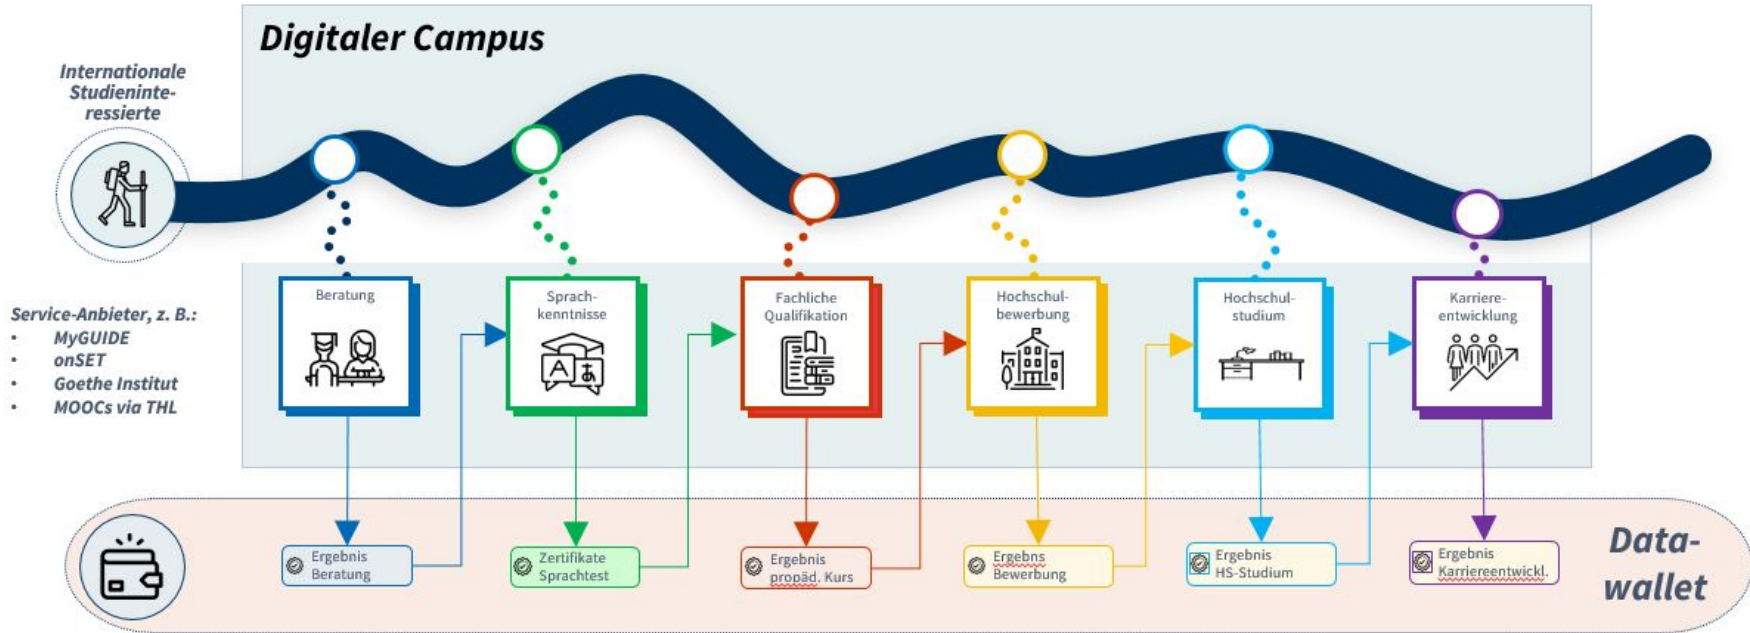 Digitaler Campus
Internationale
Studieninte-
ressierte
Service-Anbieter, z. B.:
• MyGUIDE
• onSET
• Goethe Institut
• MOOCs via THL
Beratung
Sprach-
kenntnisse
Fachliche
Qualifikation
Hochschul-
bewerbung
Hochschul-
studium
Karriere-
entwicklung
Ergebnis
Beratung
Zertifikate
Sprachtest
Ergebnis
propäd. Kurs
Ergebns
Bewerbung
Ergebnis
HS-Studium
Ergebnis
Karriereentwickl.
Data-
wallet